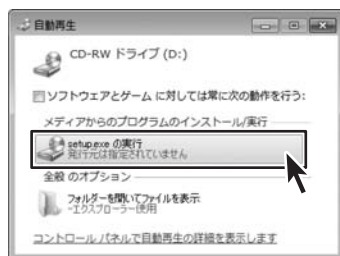 自動再生
CD-RW ドライブ (D:)
ソフトウェアとゲーム に対しては常に次の動作を行う:
メディアからのプログラムのインストール/実行
setup.exe の実行
発行元は指定されていません
全般 のオプション
フォルダーを開いてファイルを表示
-エクスプローラー使用
コントロール パネルで自動再生の詳細を表示します